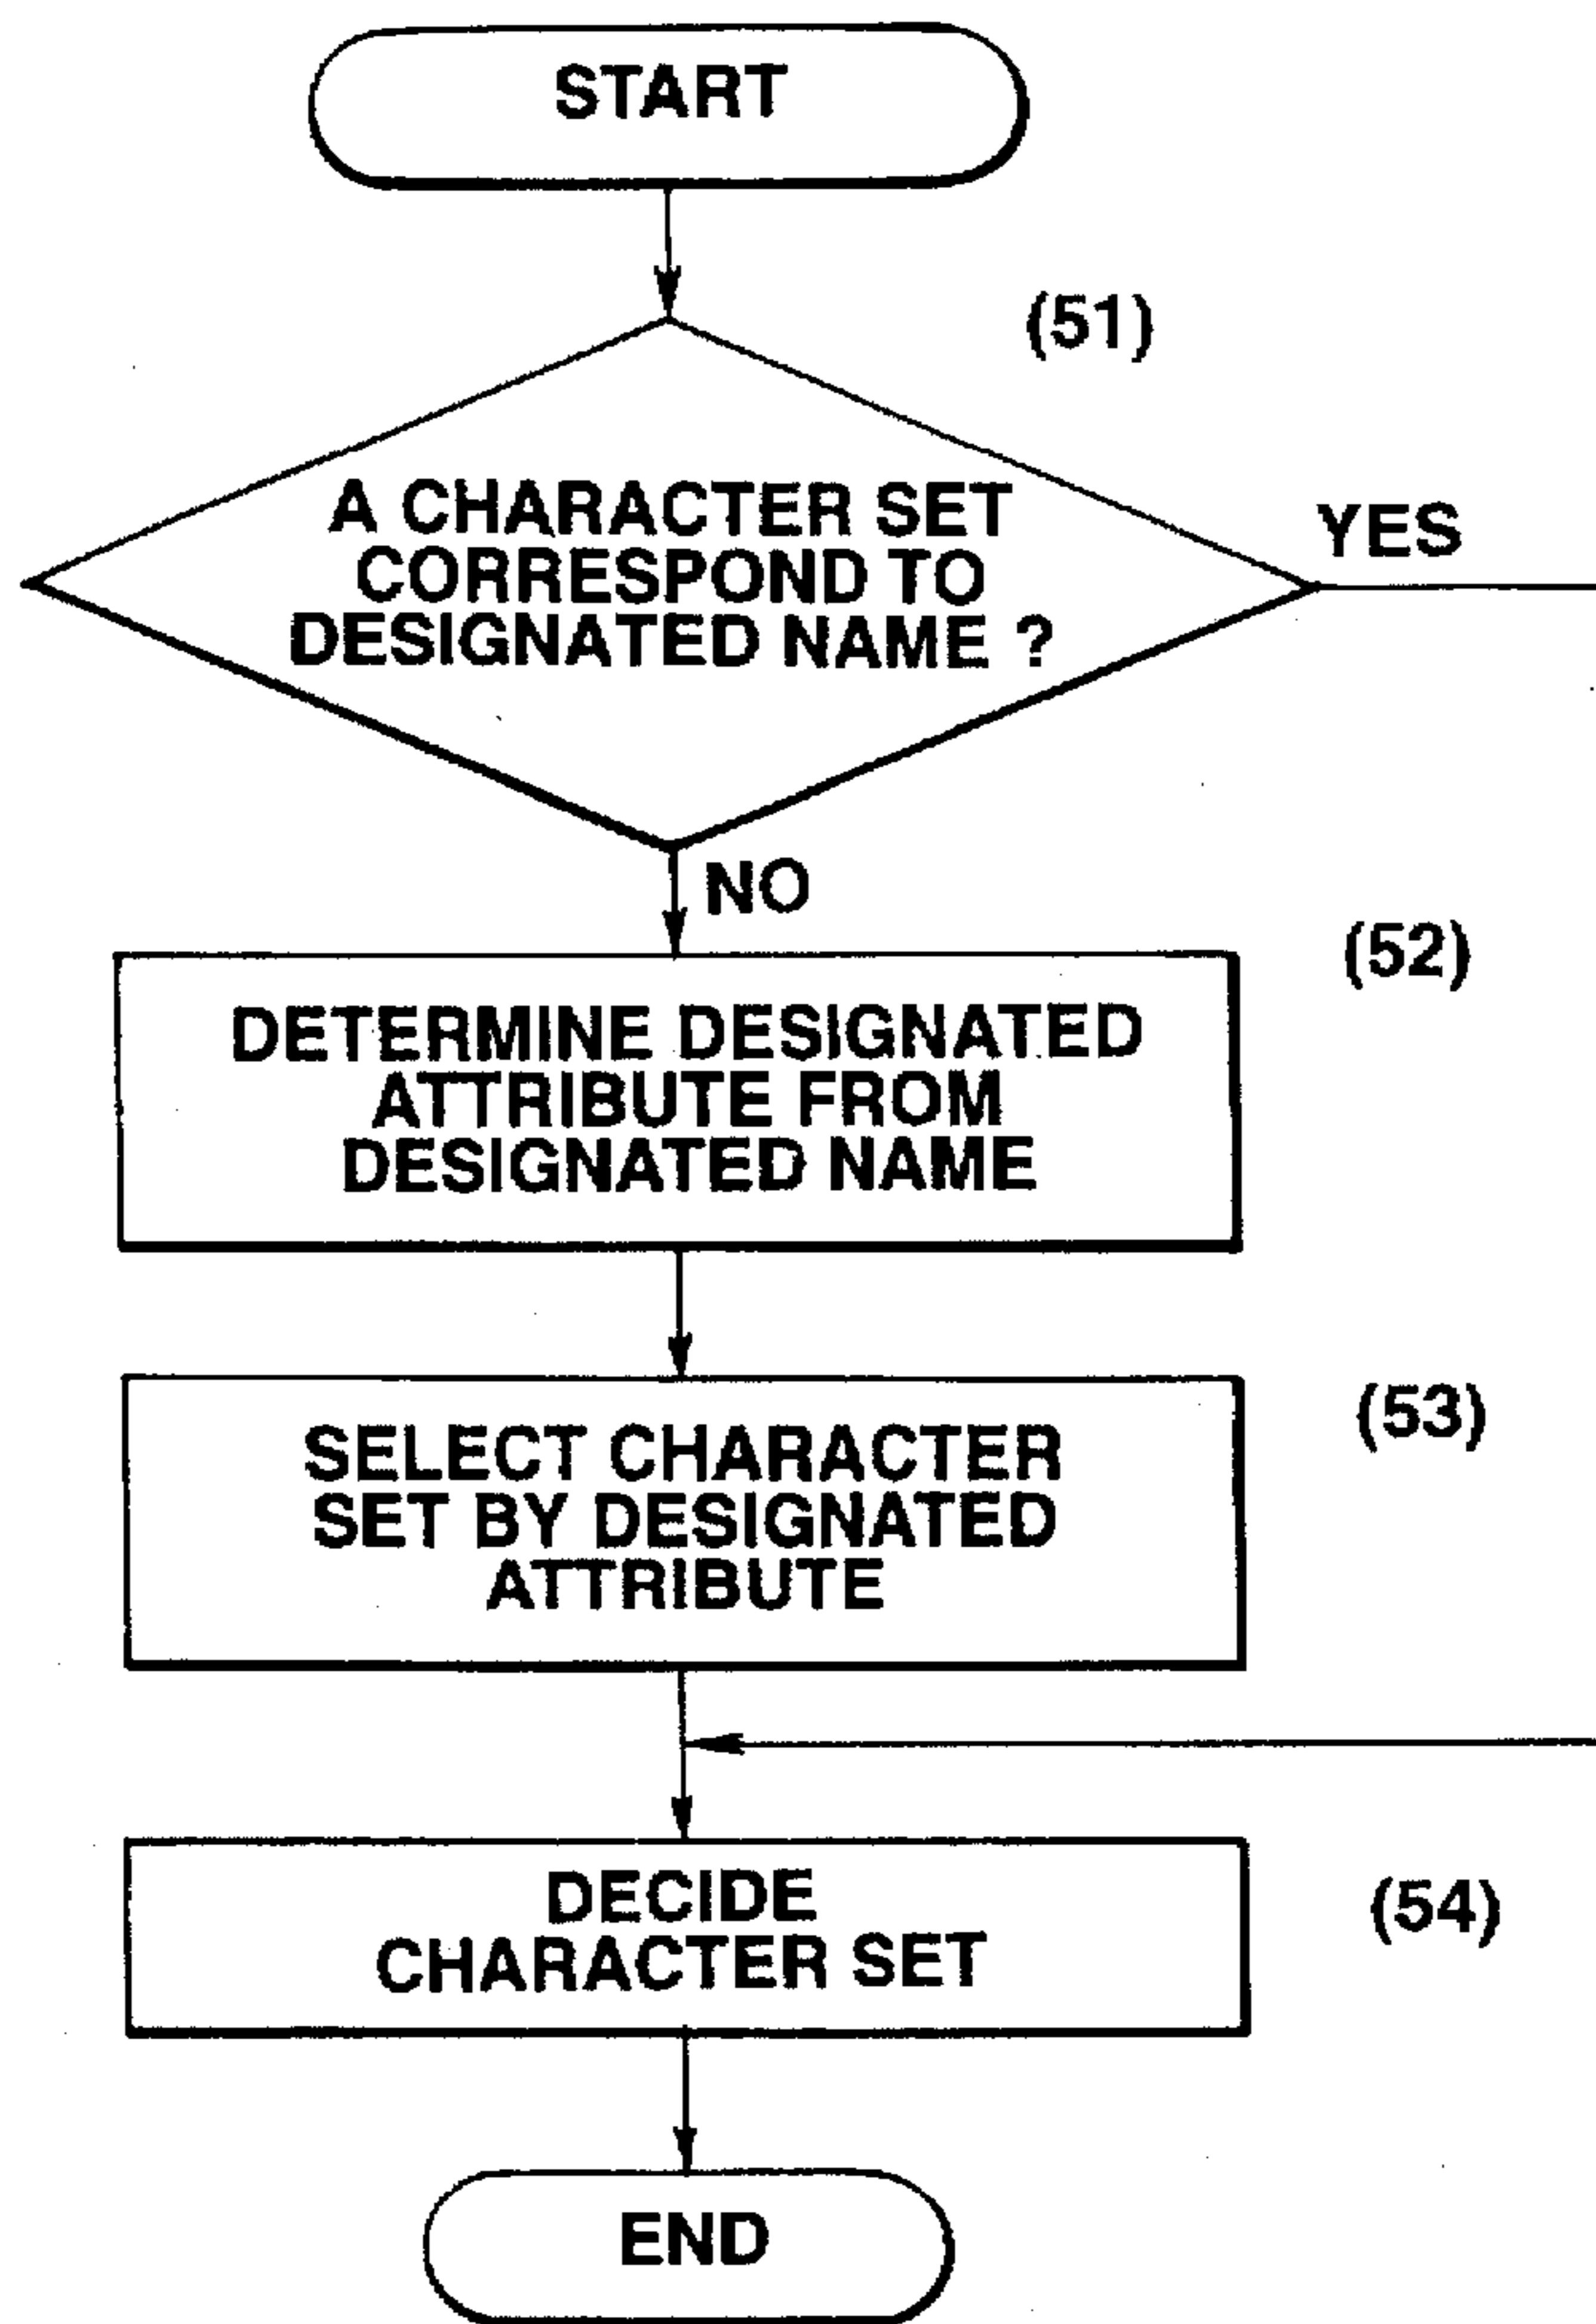 START
(51)
A CHARACTER SET
CORRESPOND TO
DESIGNATED NAME ?
YES
NO
(52)
DETERMINE DESIGNATED
ATTRIBUTE FROM
DESIGNATED NAME
(53)
SELECT CHARACTER
SET BY DESIGNATED
ATTRIBUTE
(54)
DECIDE
CHARACTER SET
END